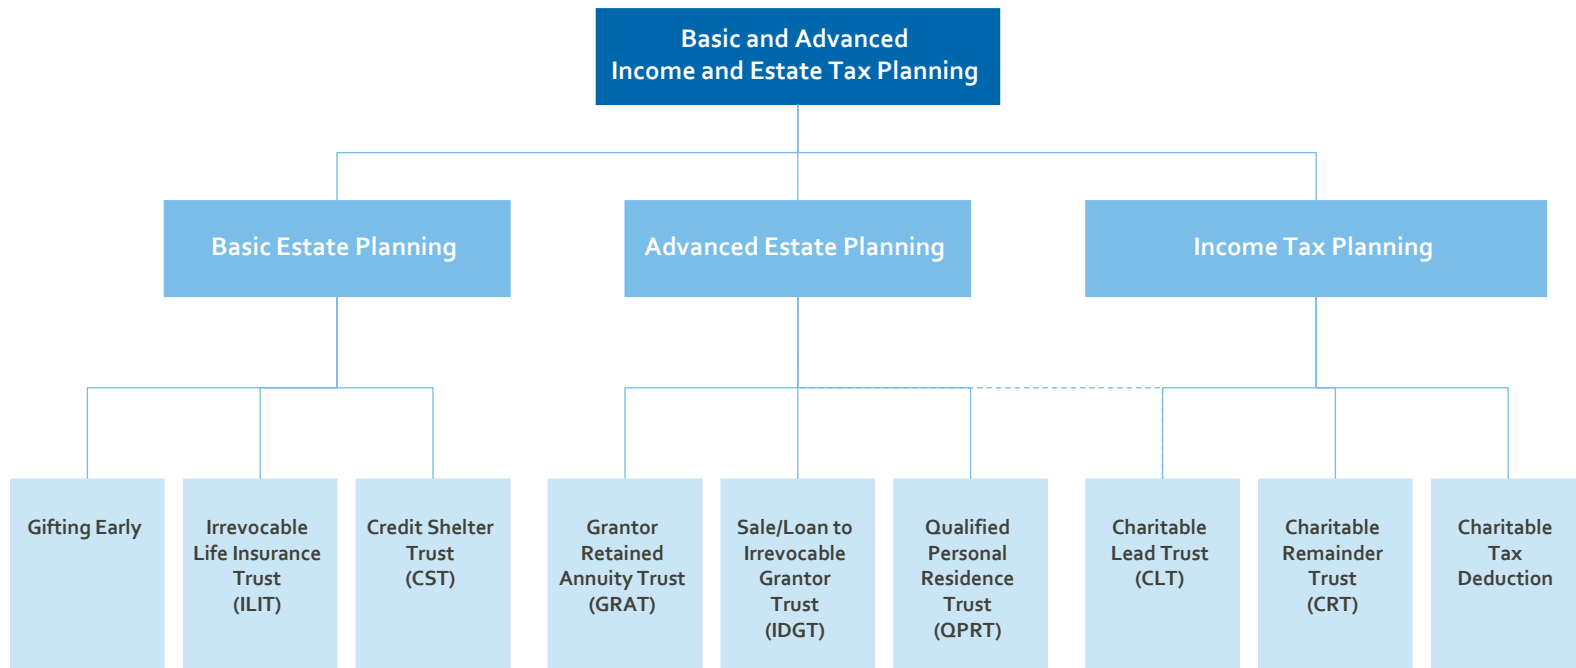 Basic and Advanced
Income and Estate Tax Planning
Basic Estate Planning
Advanced Estate Planning
Income Tax Planning
Gifting Early
Irrevocable
Life Insurance
Trust
(ILIT)
Credit Shelter
Trust
(CST)
Grantor
Retained
Annuity Trust
(GRAT)
Sale/Loan to
Irrevocable
Grantor
Trust
(IDGT)
Qualified
Personal
Residence
Trust
(QPRT)
Charitable
Lead Trust
(CLT)
Charitable
Remainder
Trust
(CRT)
Charitable
Tax
Deduction